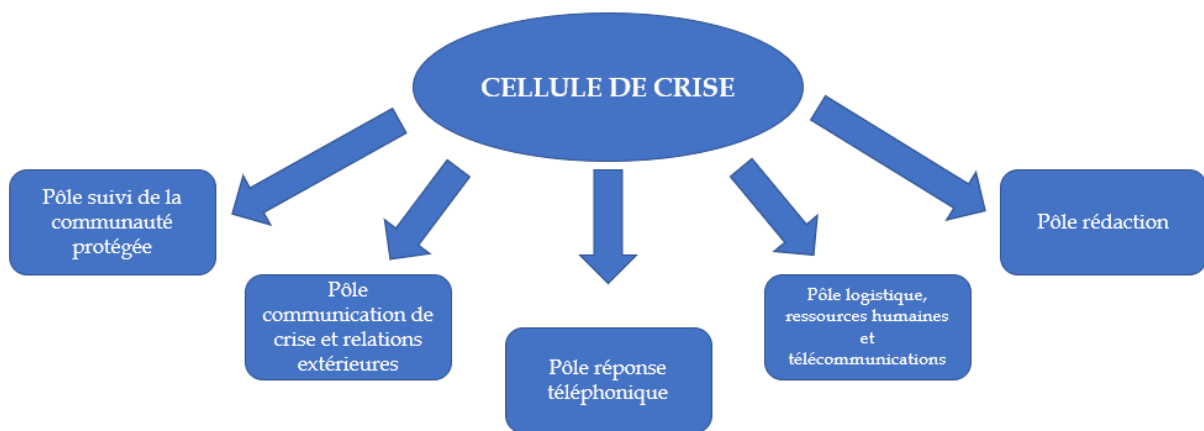 CELLULE DE CRISE
Pôle suivi de la
communauté
protégée
Pôle
communication de
crise et relations
extérieures
Pôle réponse
téléphonique
Pôle logistique,
ressources humaines
et
télécommunications
Pôle rédaction